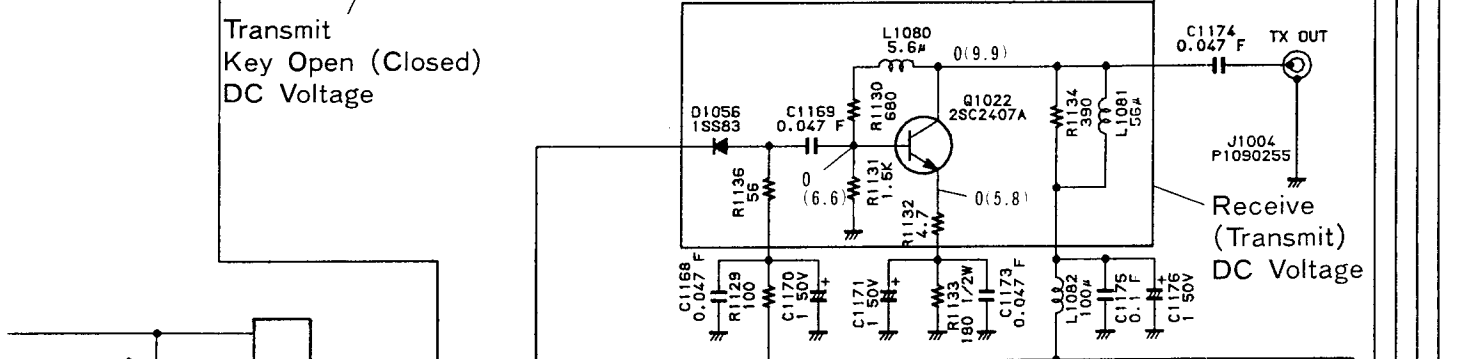 Transmit
Key Open (Closed)
DC Voltage
L1080
5.6μ
0(9.9)
C1174
0.047 F
TX OUT
D1056
1SS83
C1169
0.047 F
R1130
680
Q1022
2SC2407A
R1134
390
L1081
56μ
J1004
P1090255
R1136
56
0
(6.6)
R1131
1.5K
0(5.8)
R1132
4.7
Receive
(Transmit)
DC Voltage
C1168
0.047 F
R1129
100
C1170
1 50V
C1171
1 50V
R1133
180 1/2W
C1173
0.047 F
L1082
100μ
C1175
0.1 F
C1176
1 50V